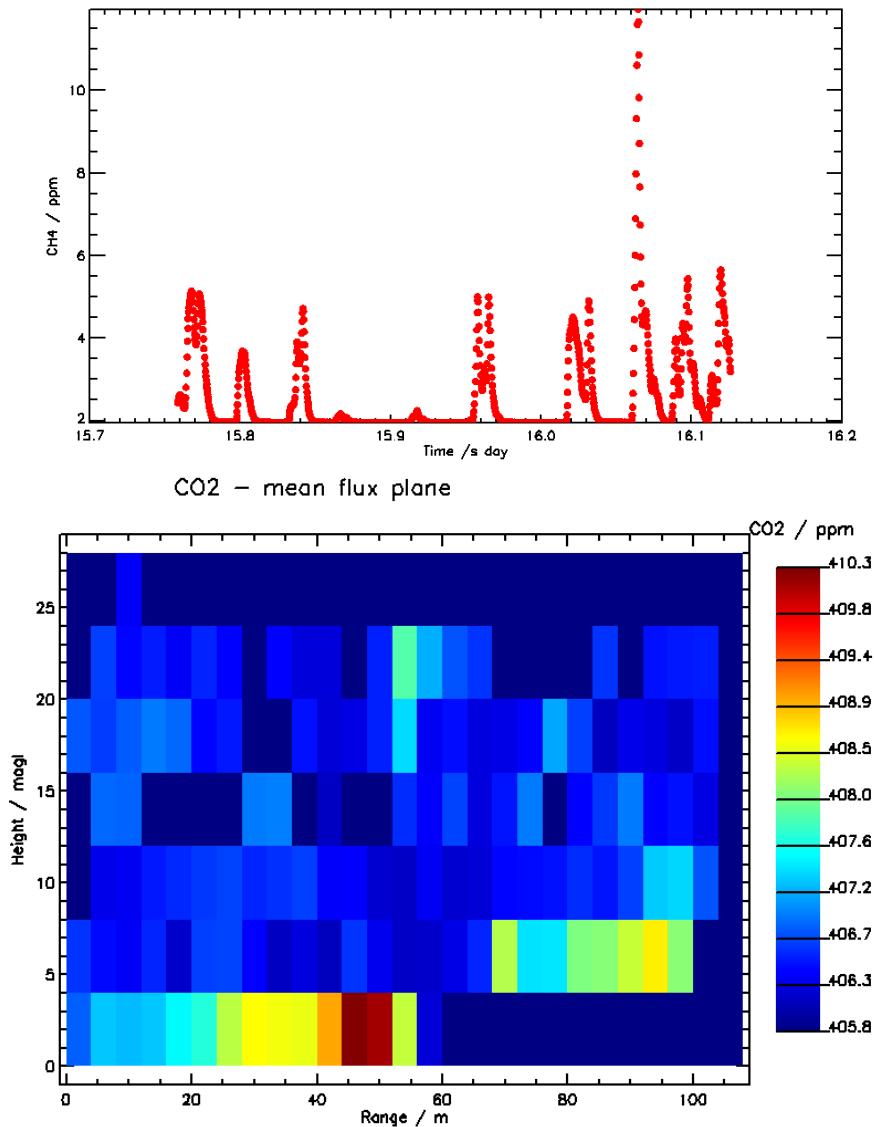 10
8
6
4
2
CH4 / ppm
15.7 15.8 15.9 16.0 16.1 16.2
Time /s day
CO2 – mean flux plane
CO2 / ppm
410.3
409.8
409.4
408.9
408.5
408.0
407.6
407.2
406.7
406.3
405.8
25
20
15
10
5
0
Height / magl
0 20 40 60 80 100
Range / m